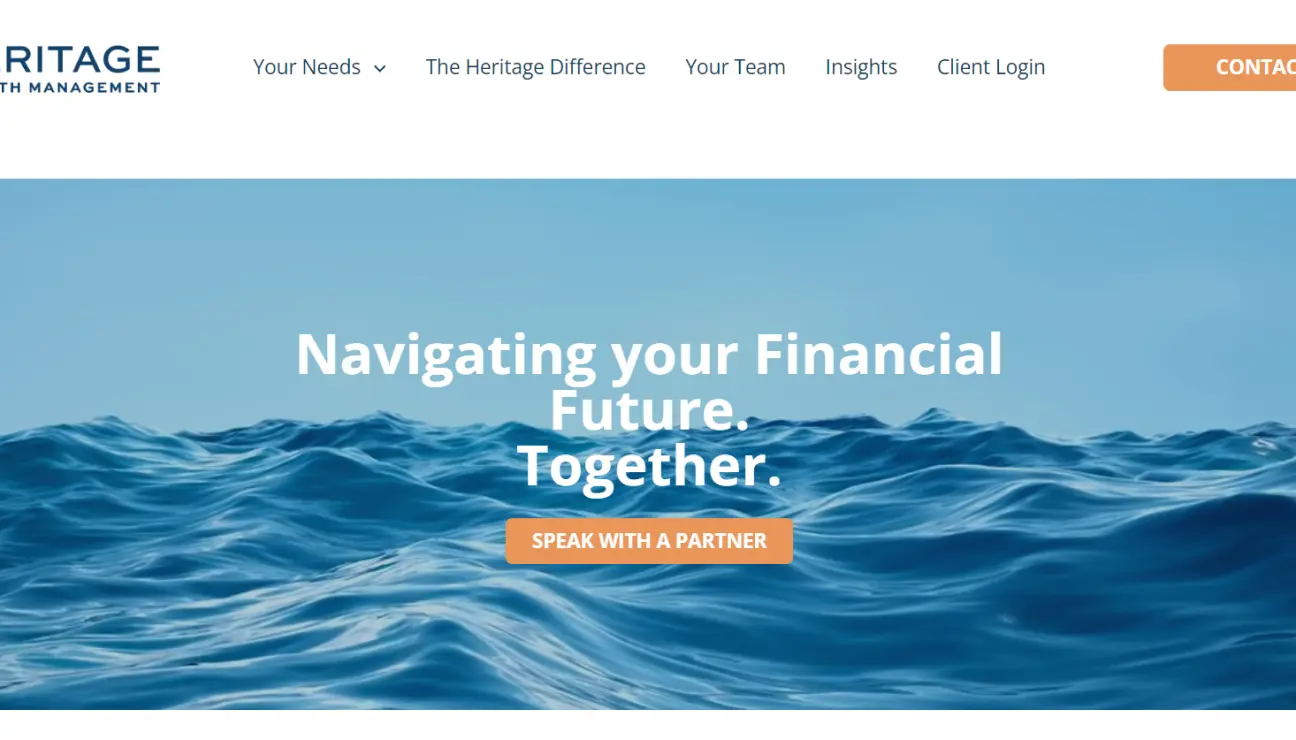 RITAGE
TH MANAGEMENT
Your Needs
The Heritage Difference
Your Team
Insights
Client Login
CONTAC
Navigating your Financial
Future.
Together.
SPEAK WITH A PARTNER